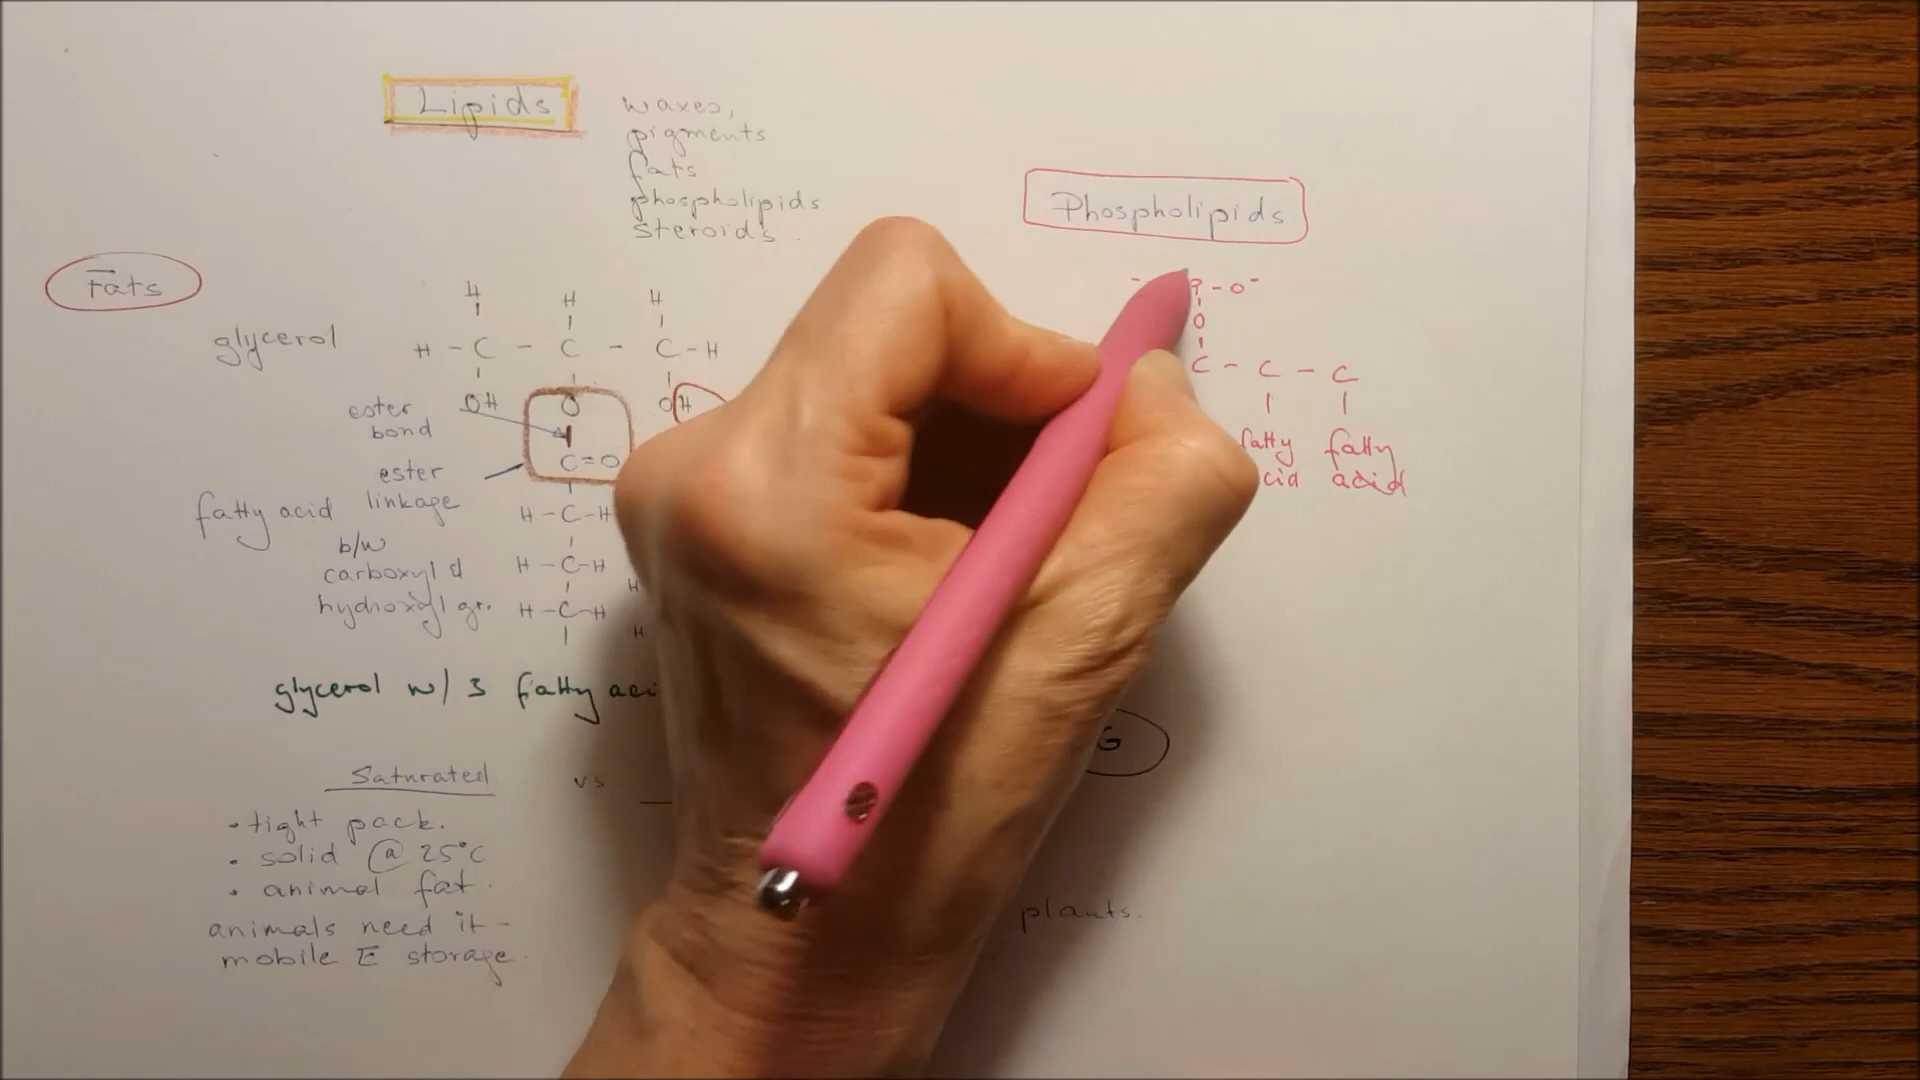 Lipids
waxes,
pigments
fats
phospholipids
steroids.
Fats
glycerol
H H H
H - C - C - C - H
OH O OH
ester
bond
C=O
ester
linkage
fatty acid
b/w
carboxyl &
hydroxyl gr.
H-C-H
H-C-H
H-C-H
H
H
glycerol w/ 3 fatty aci
Saturated vs
• tight pack.
• solid @ 25°C
• animal fat.
animals need it -
mobile E storage.
Phospholipids
- P - O-
O
C - C - C
fatty fatty
cid acid
G
plants.